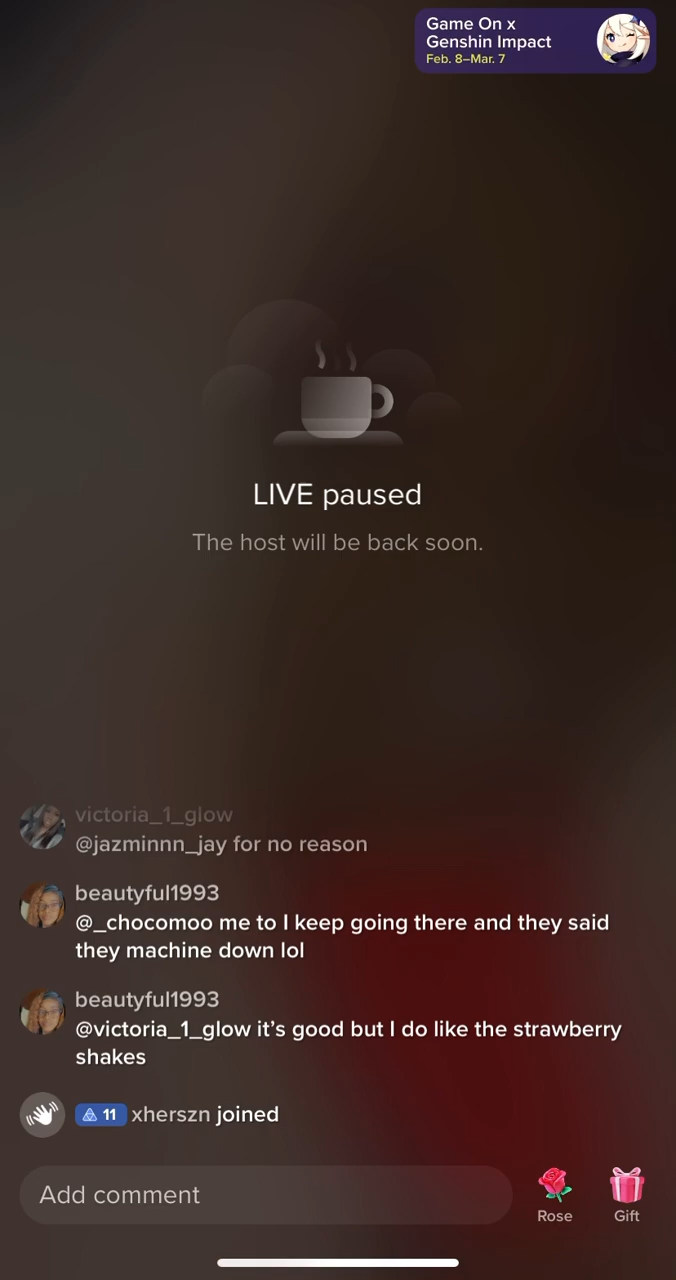 Game On x
Genshin Impact
Feb. 8–Mar. 7
LIVE paused
The host will be back soon.
victoria_1_glow
@jazminnn_jay for no reason
beautyful1993
@_chocomoo me to I keep going there and they said
they machine down lol
beautyful1993
@victoria_1_glow it’s good but I do like the strawberry
shakes
11 xherszn joined
Add comment
Rose
Gift